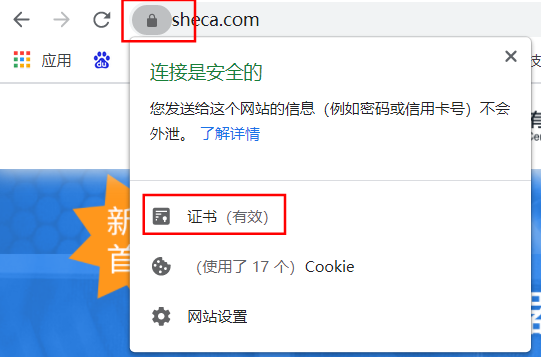 sheca.com
应用
连接是安全的
您发送给这个网站的信息（例如密码或信用卡号）不会
外泄。 了解详情
证书（有效）
（使用了 17 个）Cookie
网站设置
新
首
有
Cer